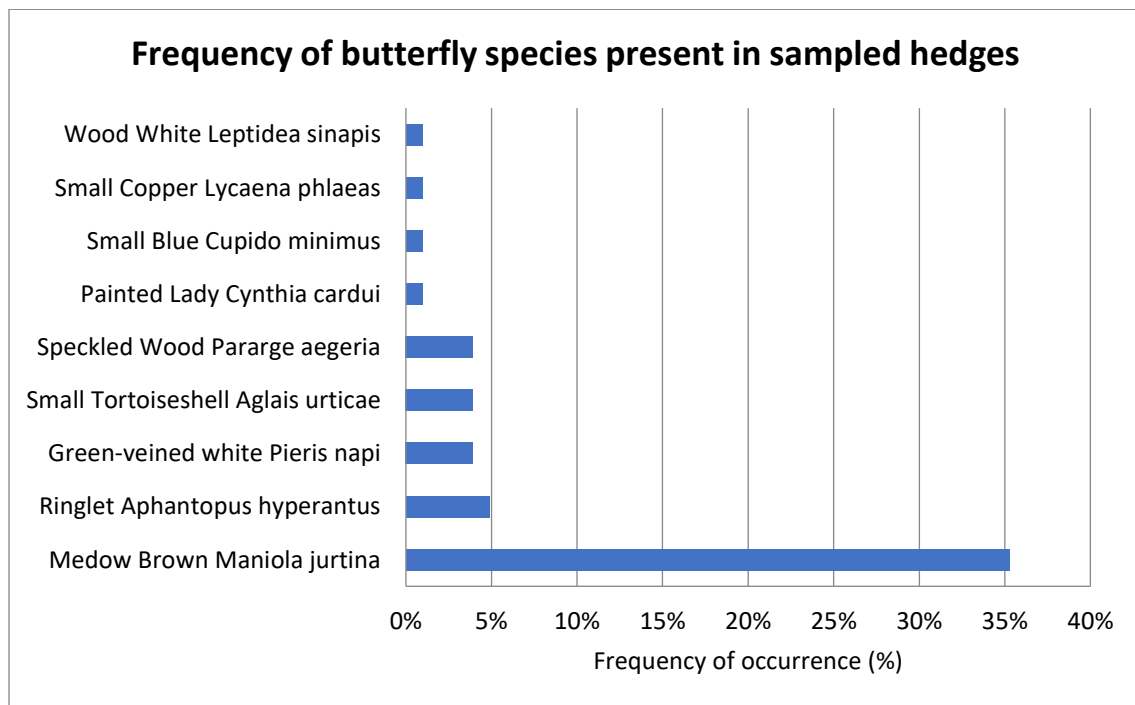 Frequency of butterfly species present in sampled hedges
Wood White Leptidea sinapis
Small Copper Lycaena phlaeas
Small Blue Cupido minimus
Painted Lady Cynthia cardui
Speckled Wood Pararge aegeria
Small Tortoiseshell Aglais urticae
Green-veined white Pieris napi
Ringlet Aphantopus hyperantus
Medow Brown Maniola jurtina
0% 5% 10% 15% 20% 25% 30% 35% 40%
Frequency of occurrence (%)